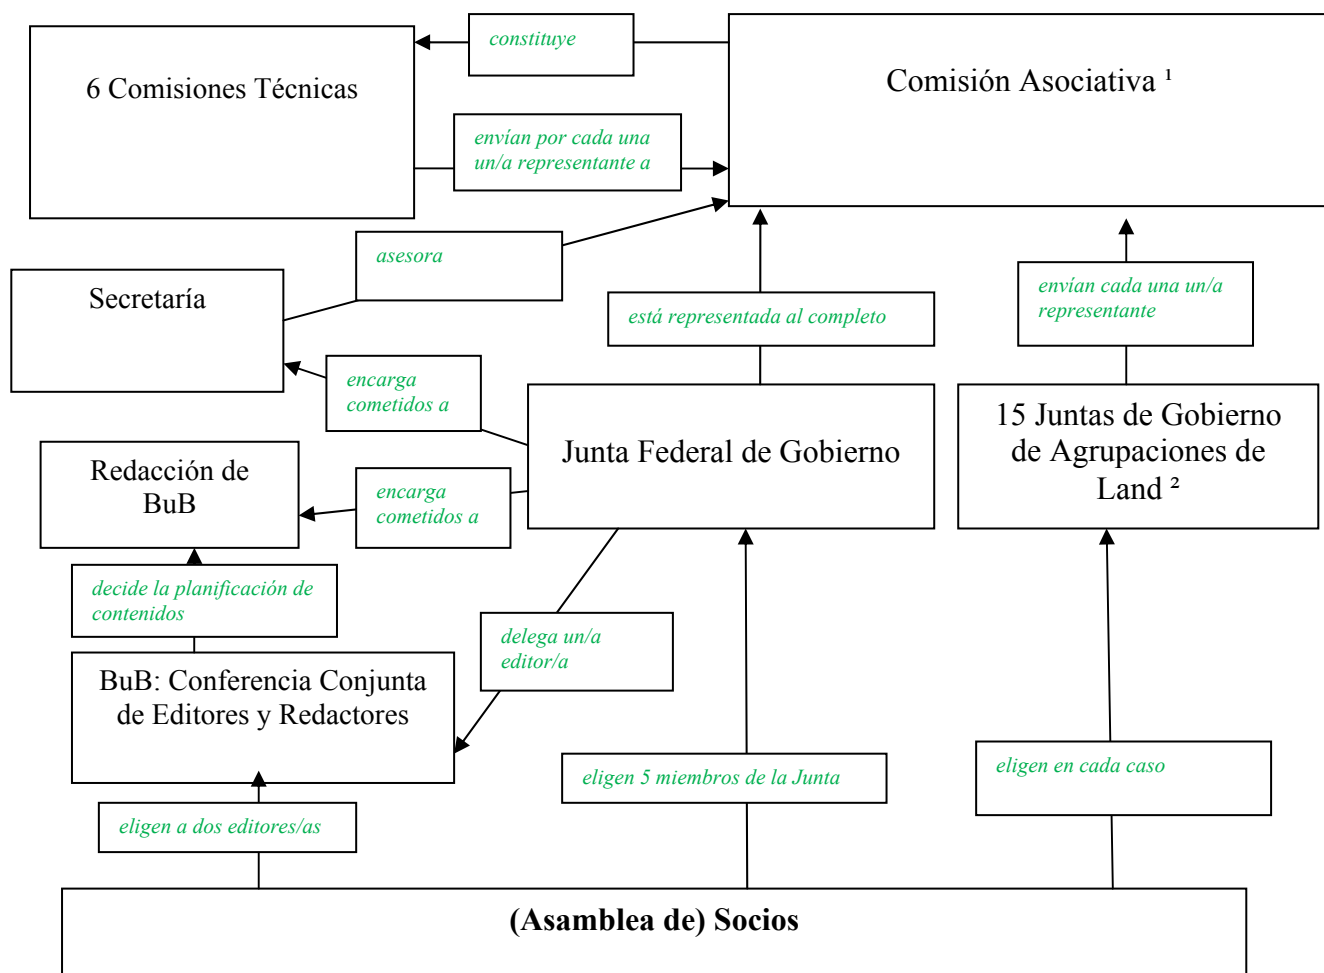 constituye
6 Comisiones Técnicas
Comisión Asociativa ¹
envían por cada una
un/a representante a
asesora
Secretaría
envían cada una un/a
representante
está representada al completo
encarga
cometidos a
Junta Federal de Gobierno
15 Juntas de Gobierno
de Agrupaciones de
Land ²
Redacción de
BuB
encarga
cometidos a
decide la planificación de
contenidos
delega un/a
editor/a
BuB: Conferencia Conjunta
de Editores y Redactores
eligen 5 miembros de la Junta
eligen en cada caso
eligen a dos editores/as
(Asamblea de) Socios